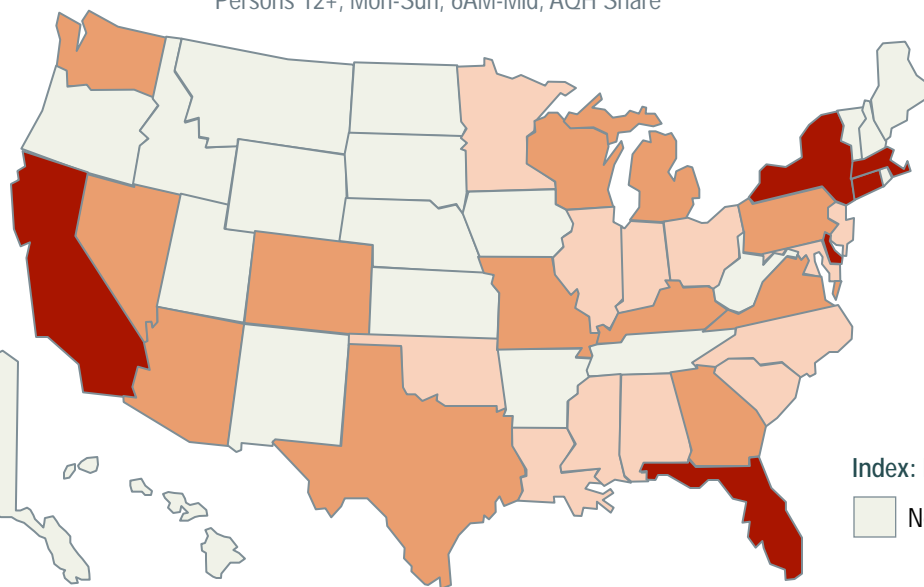 Persons 12+, Mon-Sun, 6AM-Mid, AQH Share
Index:
N